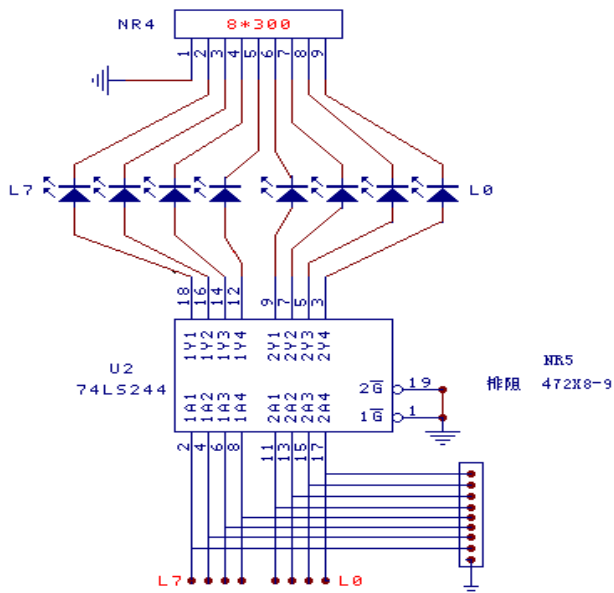 NR4 8*300
1 2 3 4 5 6 7 8 9
L7 L0
18 16 14 12 9 7 5 3
1Y1 1Y2 1Y3 1Y4 2Y1 2Y2 2Y3 2Y4
U2
74LS244
2G 19
1G 1
1A1 1A2 1A3 1A4 2A1 2A2 2A3 2A4
2 4 6 8 11 13 15 17
NR5
排阻 472X8-9
L7 L0